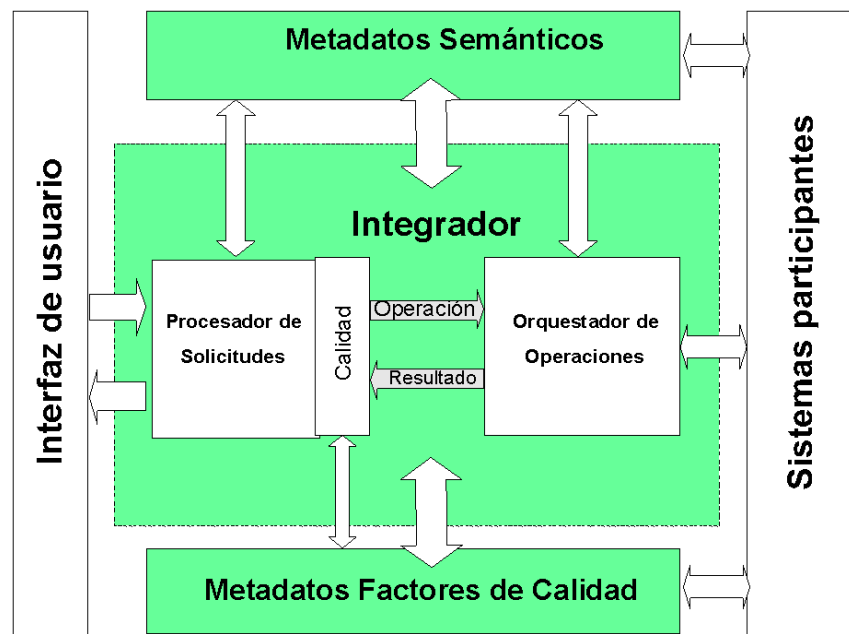 Metadatos Semánticos
Interfaz de usuario
Integrador
Procesador de
Solicitudes
Calidad
Operación
Resultado
Orquestador de
Operaciones
Sistemas participantes
Metadatos Factores de Calidad